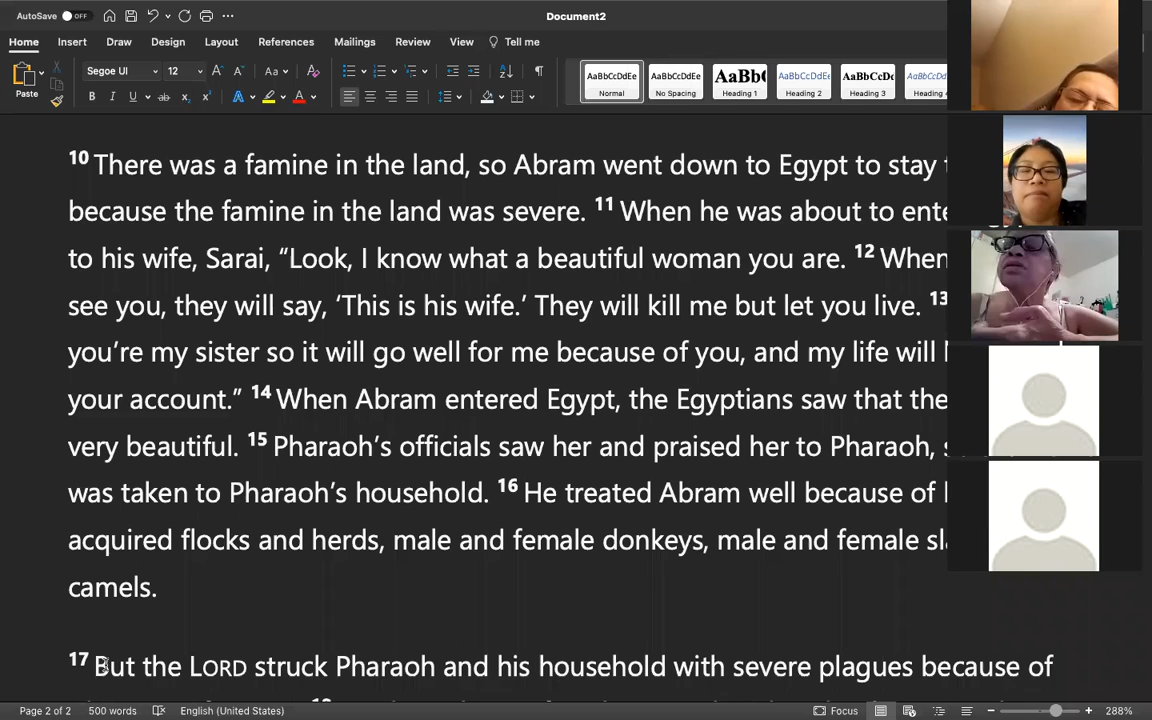 AutoSave OFF Document2
Home Insert Draw Design Layout References Mailings Review View Tell me
Paste Segoe UI 12 Aa AaBbCcDdEe Normal AaBbCcDdEe No Spacing AaBb( Heading 1 AaBbCcDdEe Heading 2 AaBbCcDc Heading 3 AaBbCcDdEe Heading 4
10 There was a famine in the land, so Abram went down to Egypt to stay
because the famine in the land was severe. 11 When he was about to ente
to his wife, Sarai, “Look, I know what a beautiful woman you are. 12 When
see you, they will say, ‘This is his wife.’ They will kill me but let you live. 13
you’re my sister so it will go well for me because of you, and my life will
your account.” 14 When Abram entered Egypt, the Egyptians saw that the
very beautiful. 15 Pharaoh’s officials saw her and praised her to Pharaoh,
was taken to Pharaoh’s household. 16 He treated Abram well because of
acquired flocks and herds, male and female donkeys, male and female sl
camels.
17 But the LORD struck Pharaoh and his household with severe plagues because of
Page 2 of 2 500 words English (United States) Focus 288%